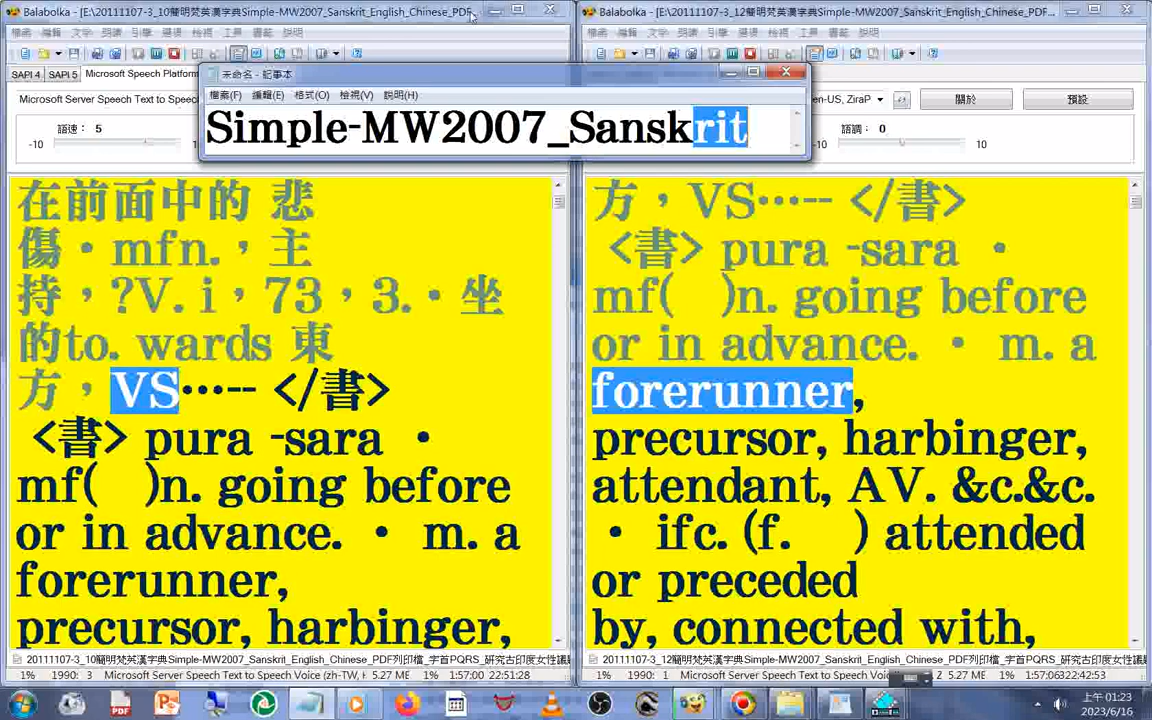 Balabolka - [E:\20111107-3_10簡明梵英漢字典Simple-MW2007_Sanskrit_English_Chinese_PDF
Balabolka - [E:\20111107-3_12簡明梵英漢字典Simple-MW2007_Sanskrit_English_Chinese_PDF...
SAPI 4 SAPI 5 Microsoft Speech Platform
Microsoft Server Speech Text to Speech
未命名 - 記事本
檔案(F) 編輯(E) 格式(O) 檢視(V) 說明(H)
Simple-MW2007_Sanskrit
en-US, ZiraP
關於
預設
語速: 5
-10
語調: 0
10
在前面中的 悲
傷・mfn.，主
持，?V. i，73，3.・坐
的to. wards 東
方，VS…-- </書>
<書> pura -sara ・
mf( )n. going before
or in advance. ・ m. a
forerunner,
precursor, harbinger,
方，VS…-- </書>
<書> pura -sara ・
mf( )n. going before
or in advance. ・ m. a
forerunner,
precursor, harbinger,
attendant, AV. &c.&c.
・ ifc. (f. ) attended
or preceded
by, connected with,
20111107-3_10簡明梵英漢字典Simple-MW2007_Sanskrit_English_Chinese_PDF列印檔_字首PQRS_研究古印度女性議
20111107-3_12簡明梵英漢字典Simple-MW2007_Sanskrit_English_Chinese_PDF列印檔_字首PQRS_研究古印度女性議
1% 1990: 3 Microsoft Server Speech Text to Speech Voice (zh-TW, 5.27 MB 1% 1:57:00 22:51:28
1% 1990: 4 Microsoft Server Speech Text to Speech Voice 5.27 MB 1% 1:57:06
上午 01:23
2023/6/16